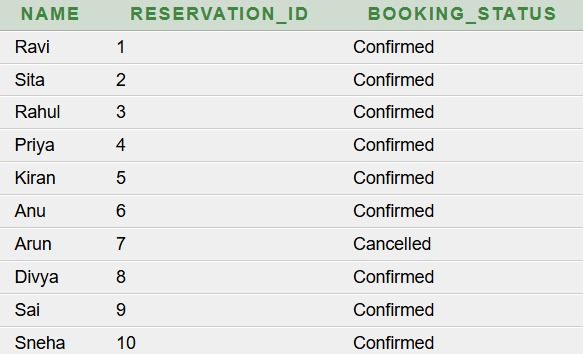 NAME RESERVATION_ID BOOKING_STATUS
Ravi 1 Confirmed
Sita 2 Confirmed
Rahul 3 Confirmed
Priya 4 Confirmed
Kiran 5 Confirmed
Anu 6 Confirmed
Arun 7 Cancelled
Divya 8 Confirmed
Sai 9 Confirmed
Sneha 10 Confirmed